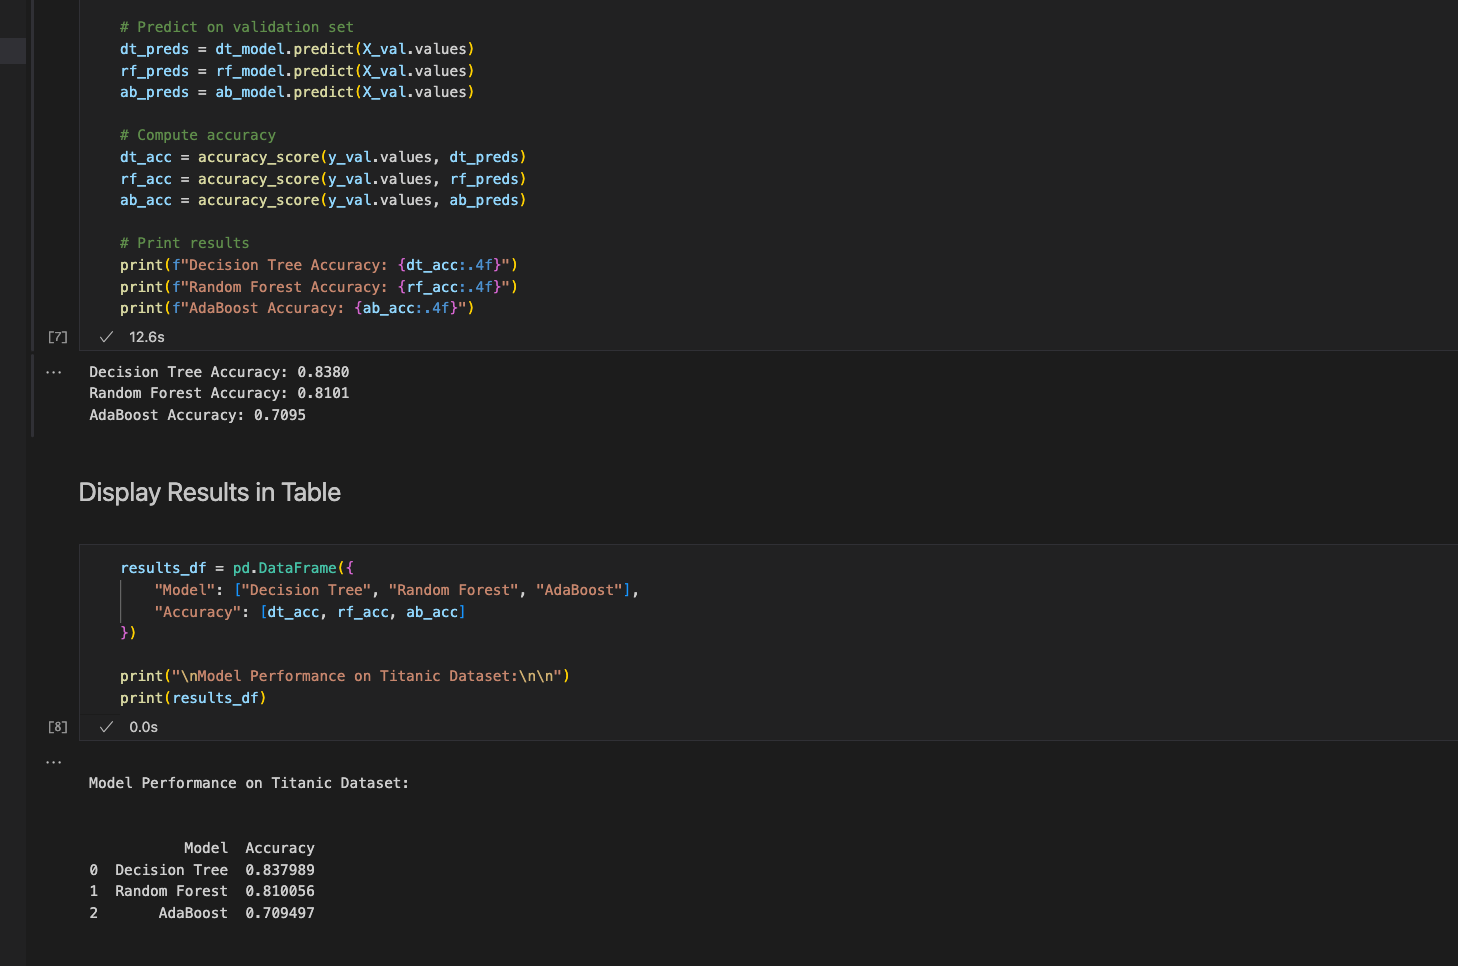 # Predict on validation set
dt_preds = dt_model.predict(X_val.values)
rf_preds = rf_model.predict(X_val.values)
ab_preds = ab_model.predict(X_val.values)
# Compute accuracy
dt_acc = accuracy_score(y_val.values, dt_preds)
rf_acc = accuracy_score(y_val.values, rf_preds)
ab_acc = accuracy_score(y_val.values, ab_preds)
# Print results
print(f"Decision Tree Accuracy: {dt_acc:.4f}")
print(f"Random Forest Accuracy: {rf_acc:.4f}")
print(f"AdaBoost Accuracy: {ab_acc:.4f}")
[7] ✓ 12.6s
... Decision Tree Accuracy: 0.8380
Random Forest Accuracy: 0.8101
AdaBoost Accuracy: 0.7095
Display Results in Table
results_df = pd.DataFrame({
    "Model": ["Decision Tree", "Random Forest", "AdaBoost"],
    "Accuracy": [dt_acc, rf_acc, ab_acc]
})
print("\nModel Performance on Titanic Dataset:\n\n")
print(results_df)
[8] ✓ 0.0s
...
Model Performance on Titanic Dataset:
           Model  Accuracy
0  Decision Tree  0.837989
1  Random Forest  0.810056
2       AdaBoost  0.709497